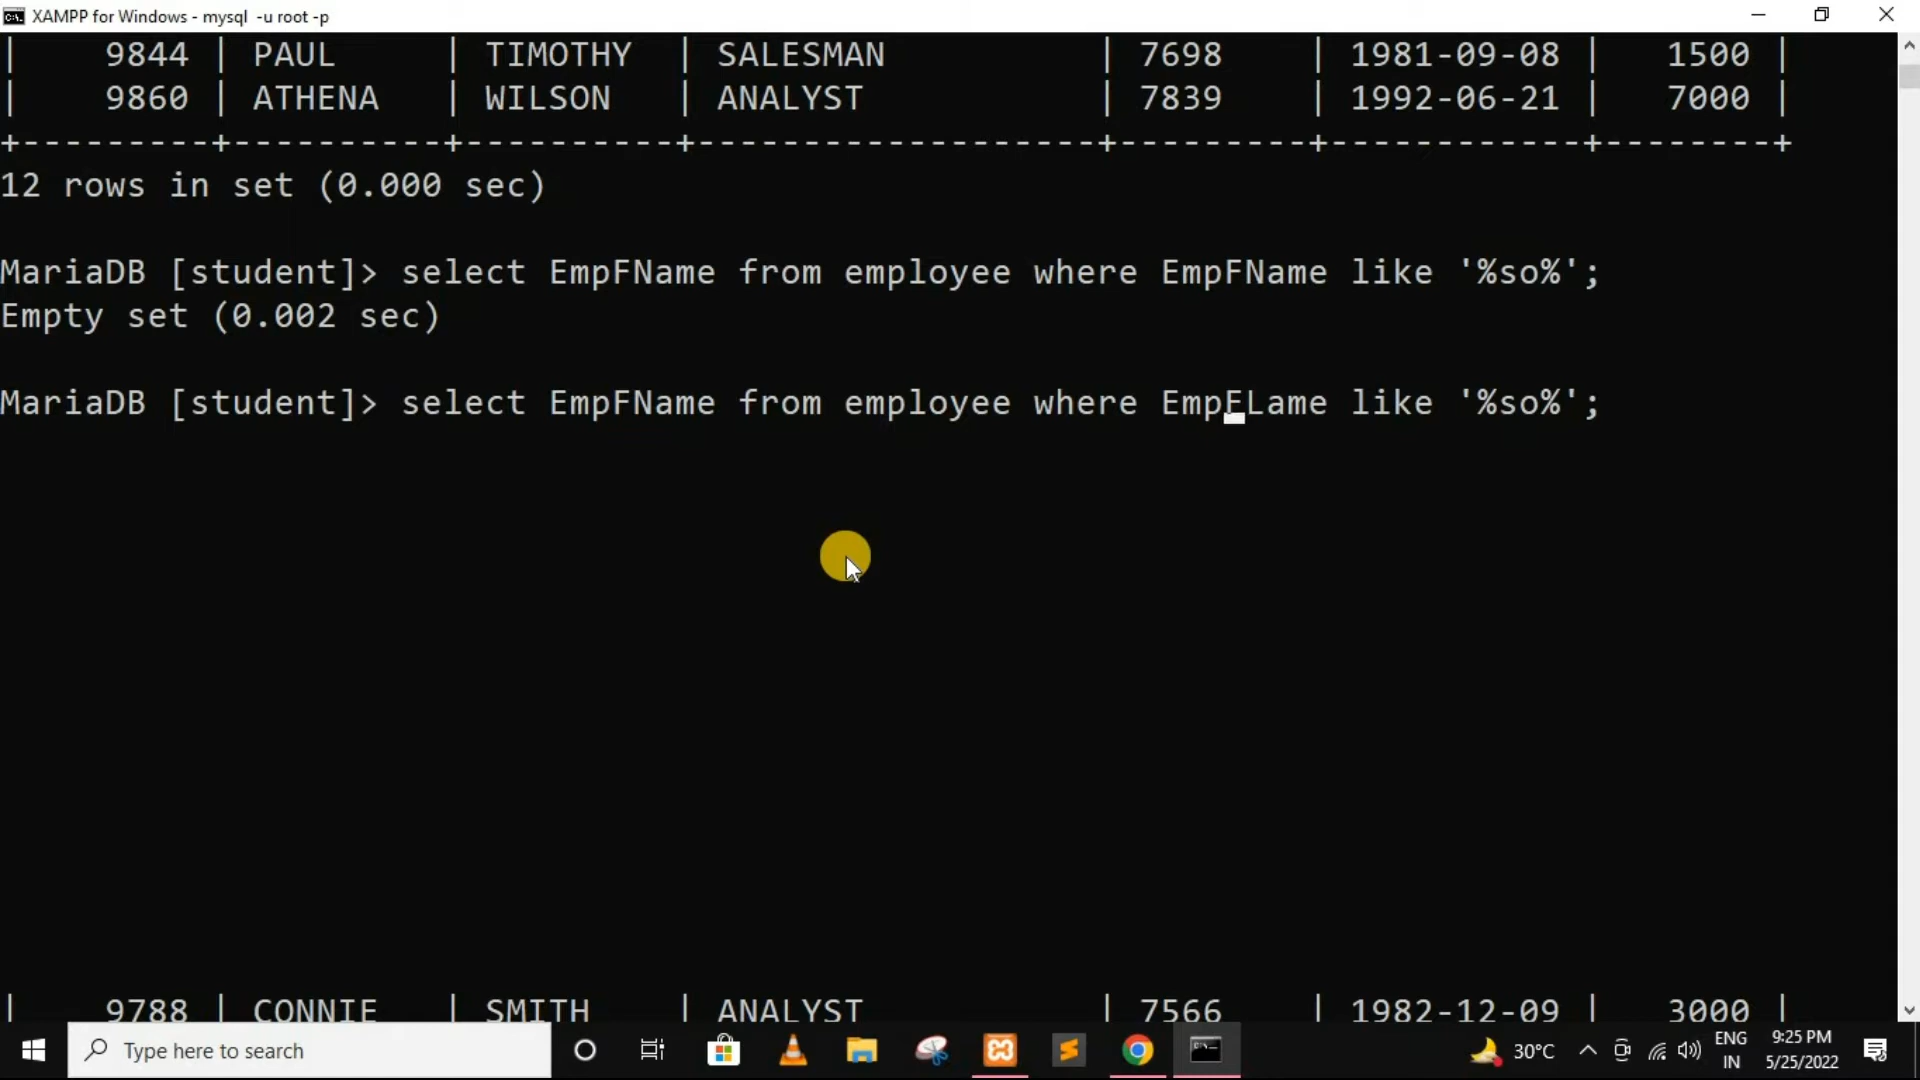 XAMPP for Windows - mysql -u root -p
| 9844 | PAUL | TIMOTHY | SALESMAN | 7698 | 1981-09-08 | 1500 |
| 9860 | ATHENA | WILSON | ANALYST | 7839 | 1992-06-21 | 7000 |
+---------+----------+----------+-------------------+---------+------------+--------+
12 rows in set (0.000 sec)
MariaDB [student]> select EmpFName from employee where EmpFName like '%so%';
Empty set (0.002 sec)
MariaDB [student]> select EmpFName from employee where EmpFLame like '%so%';
| 9788 | CONNIE | SMITH | ANALYST | 7566 | 1982-12-09 | 3000 |
Type here to search
30°C
ENG
IN
9:25 PM
5/25/2022